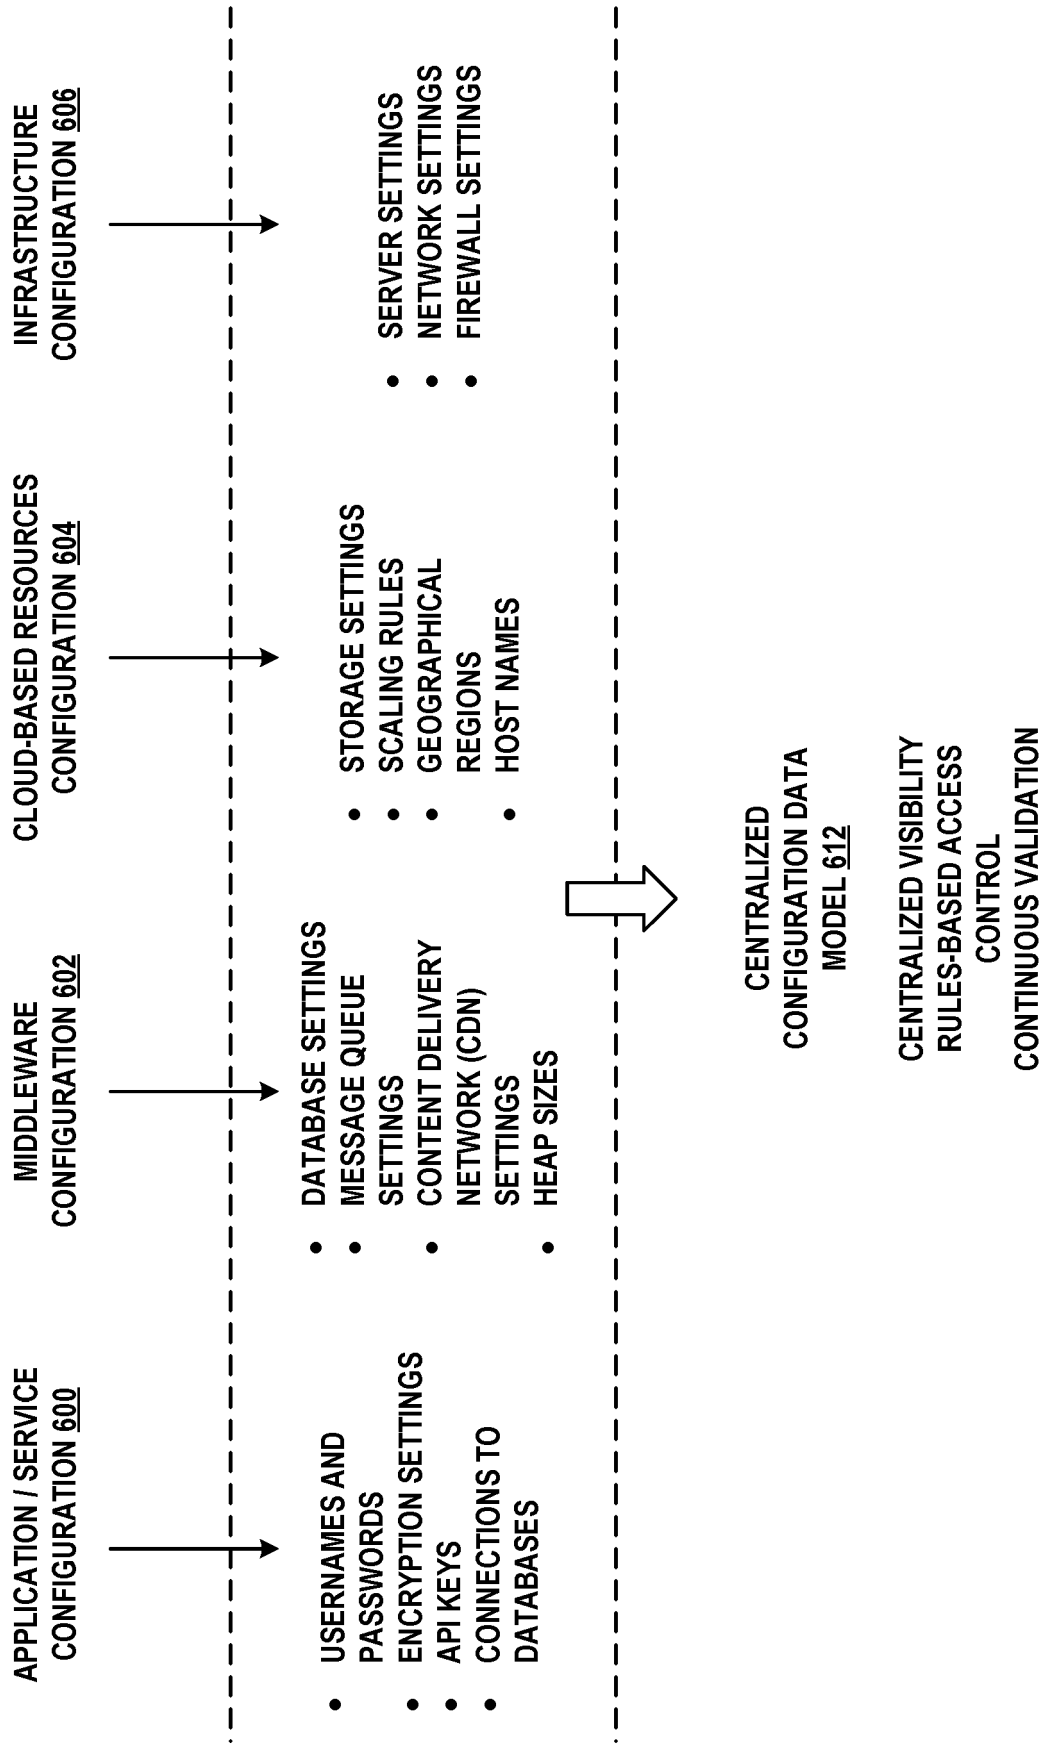 APPLICATION / SERVICE
CONFIGURATION 600
MIDDLEWARE
CONFIGURATION 602
CLOUD-BASED RESOURCES
CONFIGURATION 604
INFRASTRUCTURE
CONFIGURATION 606
• USERNAMES AND
PASSWORDS
• ENCRYPTION SETTINGS
• API KEYS
• CONNECTIONS TO
DATABASES
• DATABASE SETTINGS
• MESSAGE QUEUE
SETTINGS
• CONTENT DELIVERY
NETWORK (CDN)
SETTINGS
• HEAP SIZES
• STORAGE SETTINGS
• SCALING RULES
• GEOGRAPHICAL
REGIONS
• HOST NAMES
• SERVER SETTINGS
• NETWORK SETTINGS
• FIREWALL SETTINGS
CENTRALIZED
CONFIGURATION DATA
MODEL 612
CENTRALIZED VISIBILITY
RULES-BASED ACCESS
CONTROL
CONTINUOUS VALIDATION